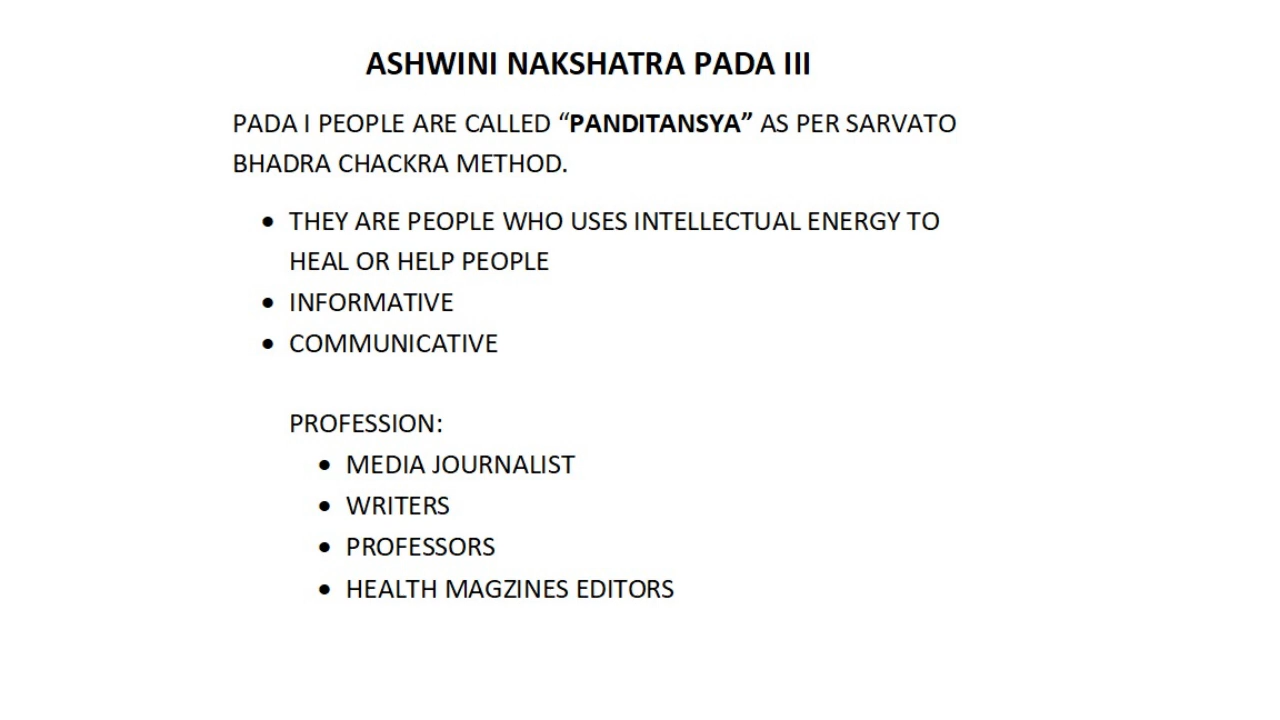 ASHWINI NAKSHATRA PADA III
PADA I PEOPLE ARE CALLED “PANDITANSYA” AS PER SARVATO
BHADRA CHACKRA METHOD.
• THEY ARE PEOPLE WHO USES INTELLECTUAL ENERGY TO
HEAL OR HELP PEOPLE
• INFORMATIVE
• COMMUNICATIVE
PROFESSION:
• MEDIA JOURNALIST
• WRITERS
• PROFESSORS
• HEALTH MAGZINES EDITORS